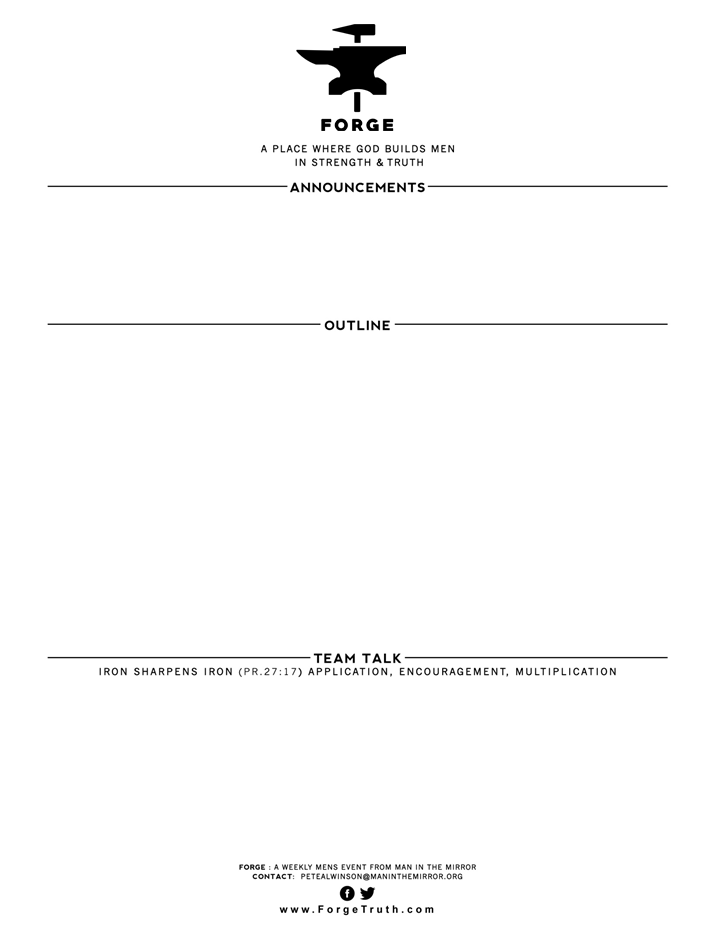 FORGE
A PLACE WHERE GOD BUILDS MEN
IN STRENGTH & TRUTH
ANNOUNCEMENTS
OUTLINE
TEAM TALK
IRON SHARPENS IRON (PR.27:17) APPLICATION, ENCOURAGEMENT, MULTIPLICATION
FORGE : A WEEKLY MENS EVENT FROM MAN IN THE MIRROR
CONTACT: PETEALWINSON@MANINTHEMIRROR.ORG
www.ForgeTruth.com